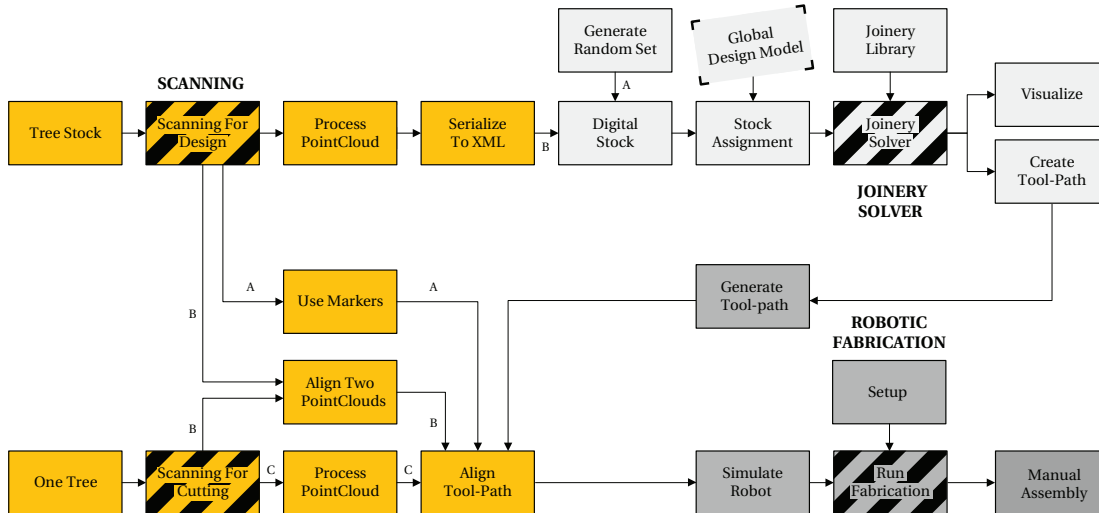 Generate
Random Set
Global
Design Model
Joinery
Library
SCANNING
A
Visualize
Tree Stock
Scanning For
Design
Process
PointCloud
Serialize
To XML
B
Digital
Stock
Stock
Assignment
Joinery
Solver
Create
Tool-Path
JOINERY
SOLVER
A
Use Markers
A
B
Generate
Tool-path
ROBOTIC
FABRICATION
Align Two
PointClouds
Setup
B
B
One Tree
Scanning For
Cutting
C
Process
PointCloud
C
Align
Tool-Path
Simulate
Robot
Run
Fabrication
Manual
Assembly